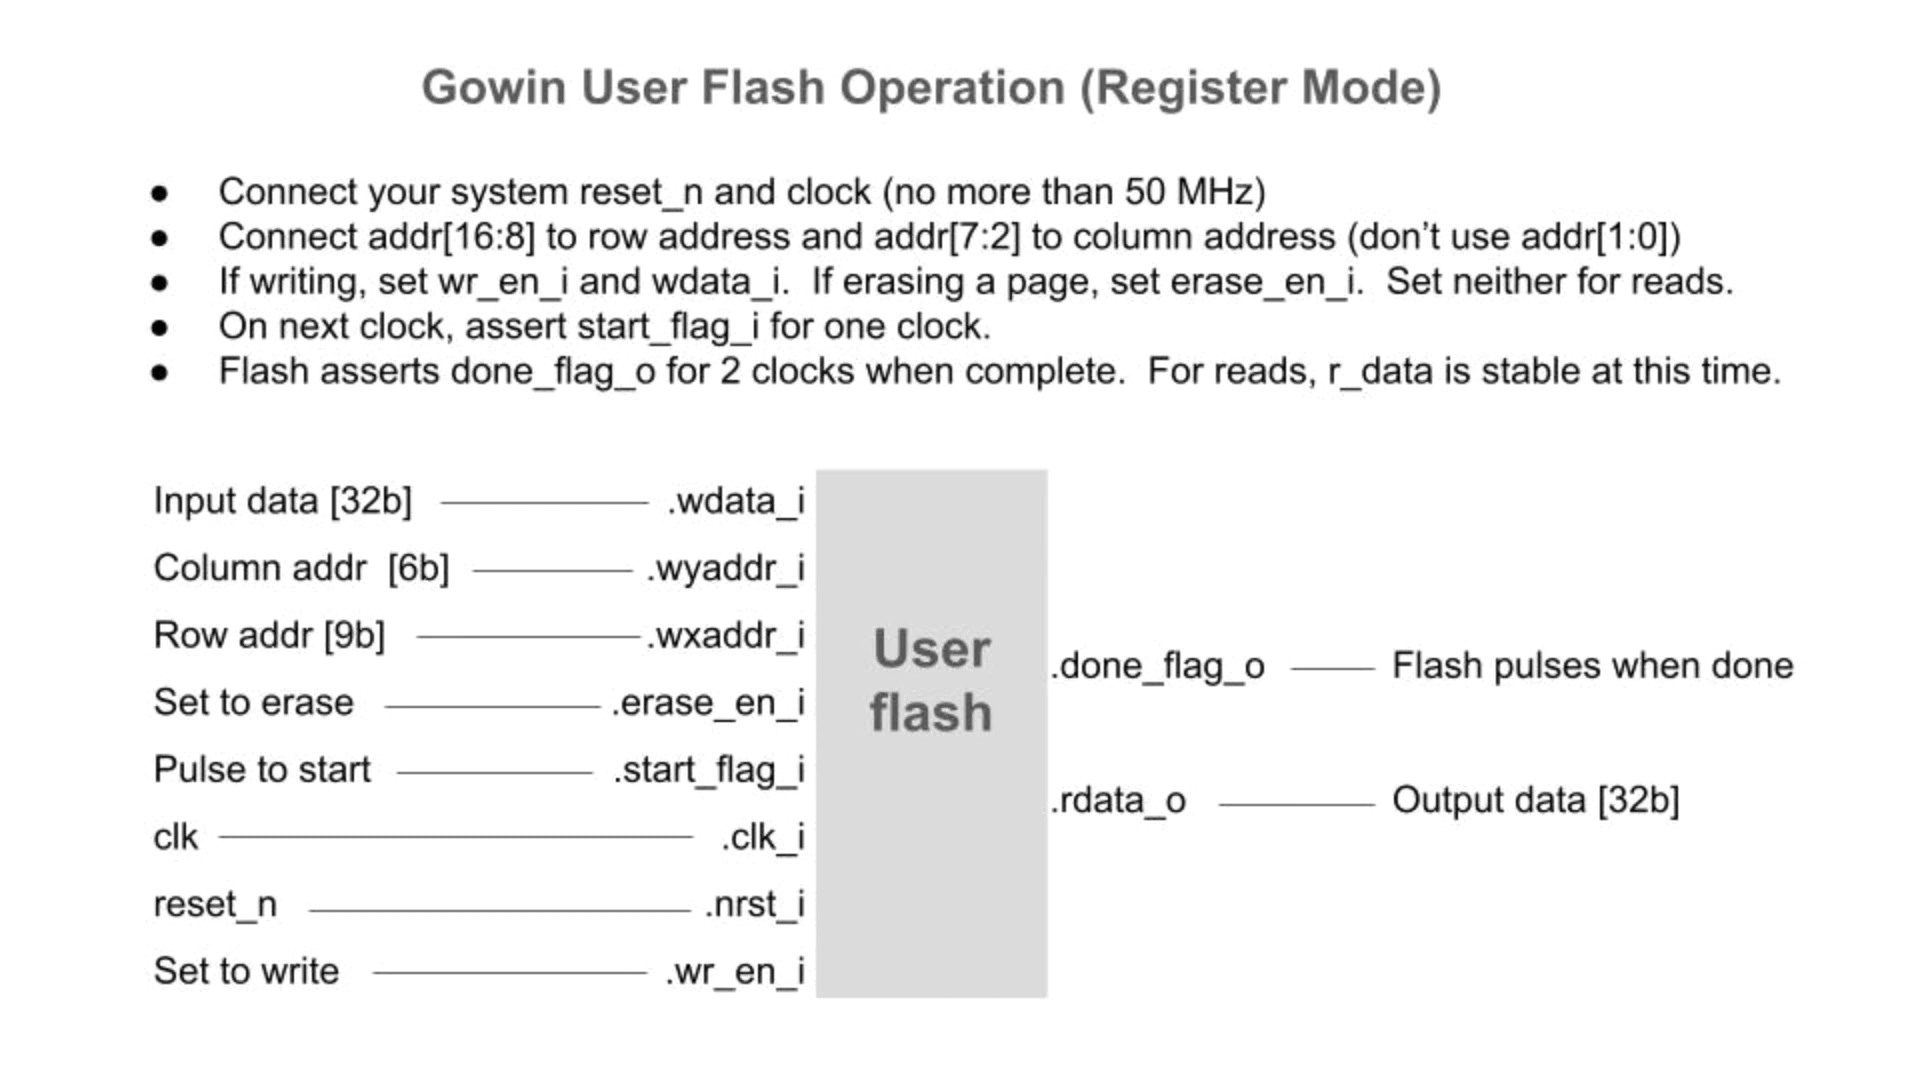 Gowin User Flash Operation (Register Mode)
● Connect your system reset_n and clock (no more than 50 MHz)
● Connect addr[16:8] to row address and addr[7:2] to column address (don’t use addr[1:0])
● If writing, set wr_en_i and wdata_i.  If erasing a page, set erase_en_i.  Set neither for reads.
● On next clock, assert start_flag_i for one clock.
● Flash asserts done_flag_o for 2 clocks when complete.  For reads, r_data is stable at this time.
Input data [32b] .wdata_i
Column addr  [6b] .wyaddr_i
Row addr [9b] .wxaddr_i
Set to erase .erase_en_i
Pulse to start .start_flag_i
clk .clk_i
reset_n .nrst_i
Set to write .wr_en_i
User
flash
.done_flag_o Flash pulses when done
.rdata_o Output data [32b]